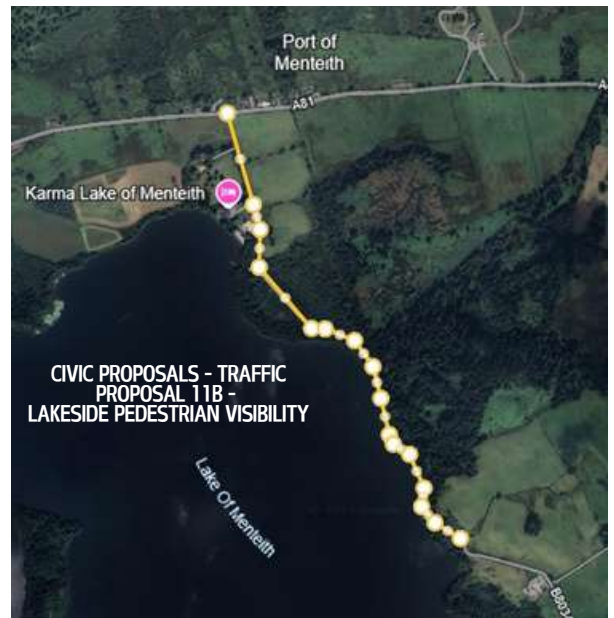 Port of
Menteith
A81
A
Karma Lake of Menteith
CIVIC PROPOSALS - TRAFFIC
PROPOSAL 11B -
LAKESIDE PEDESTRIAN VISIBILITY
Lake Of Menteith